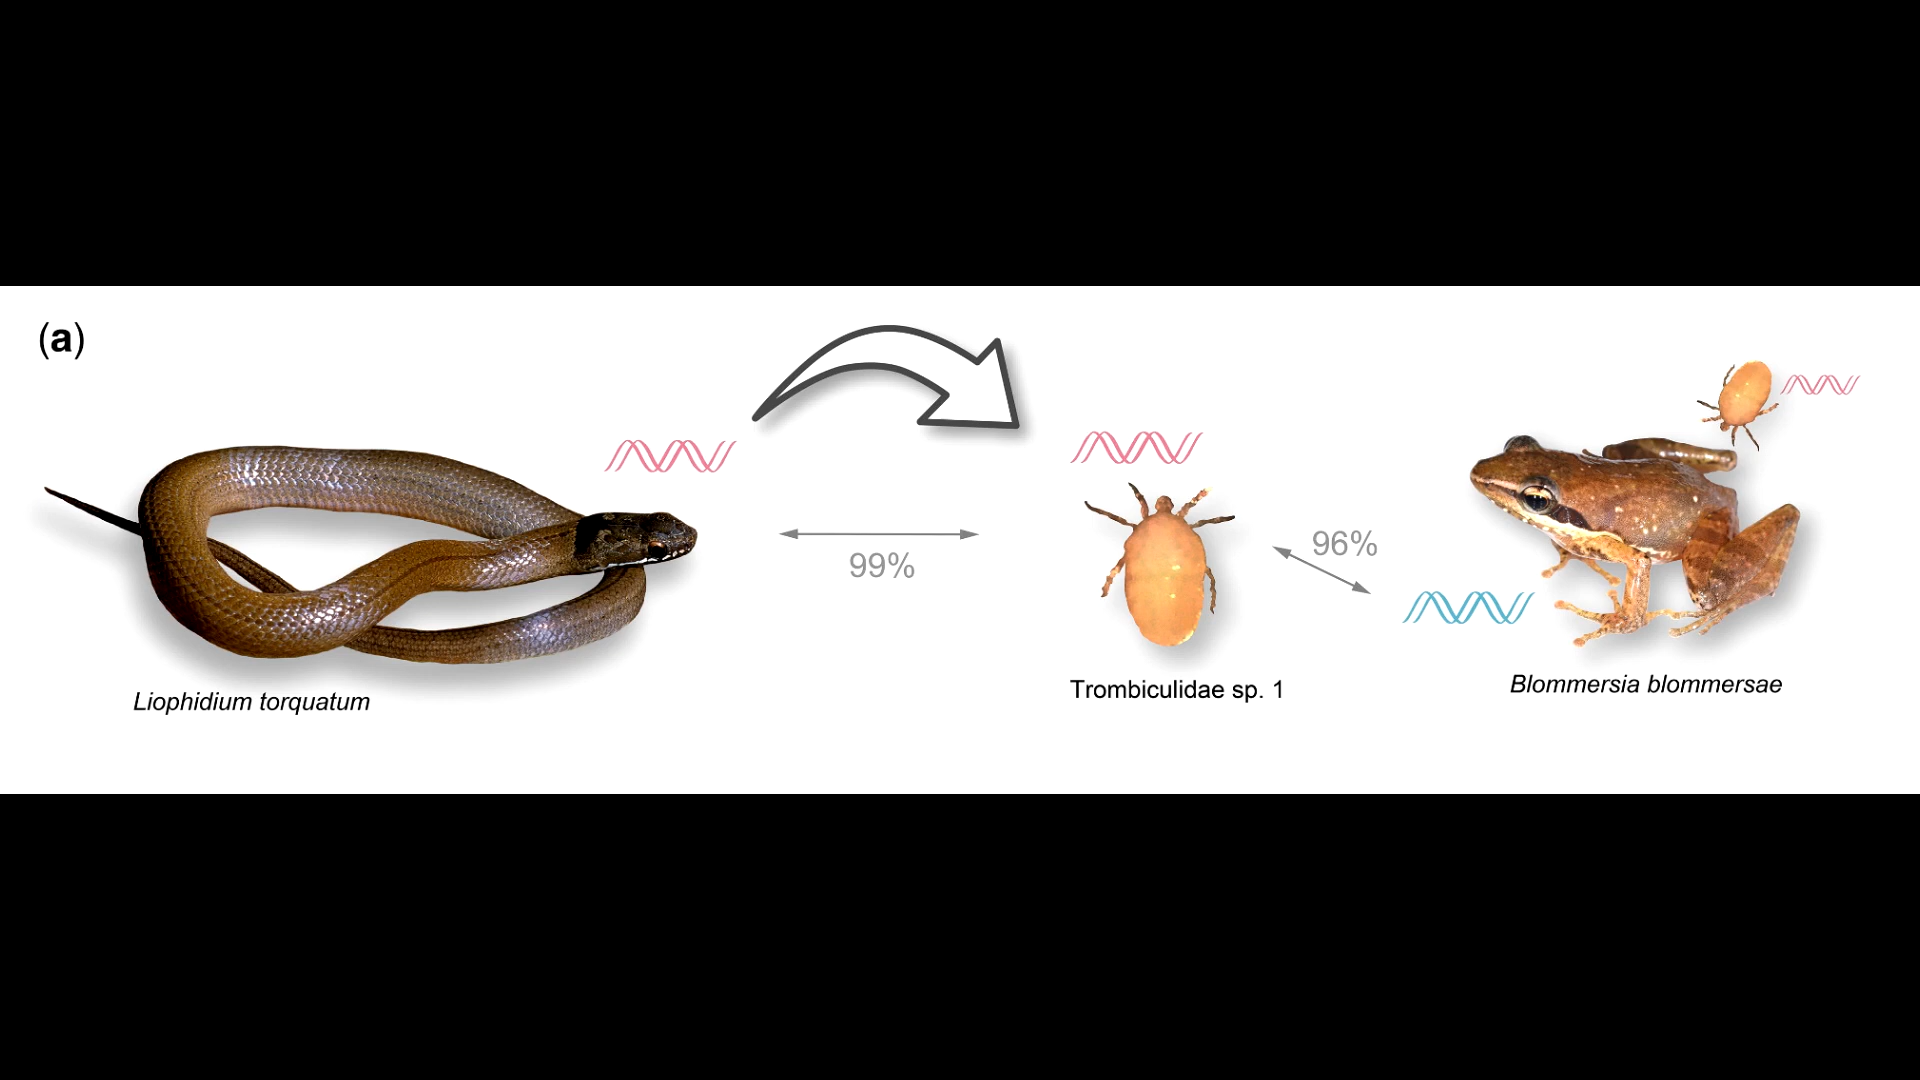 (a)
99%
96%
Liophidium torquatum
Trombiculidae sp. 1
Blommersia blommersae